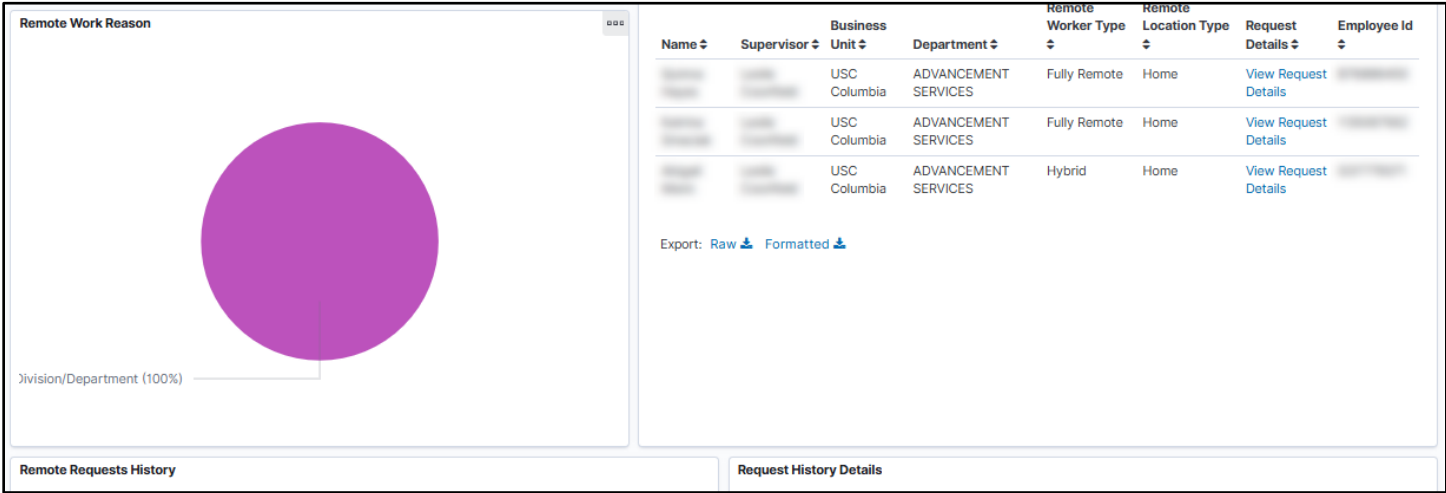 Remote Work Reason
Division/Department (100%)
Remote Remote
Business Worker Type Location Type Request Employee Id
Name Supervisor Unit Department Details
USC ADVANCEMENT Fully Remote Home View Request
Columbia SERVICES Details
USC ADVANCEMENT Fully Remote Home View Request
Columbia SERVICES Details
USC ADVANCEMENT Hybrid Home View Request
Columbia SERVICES Details
Export: Raw Formatted
Remote Requests History
Request History Details